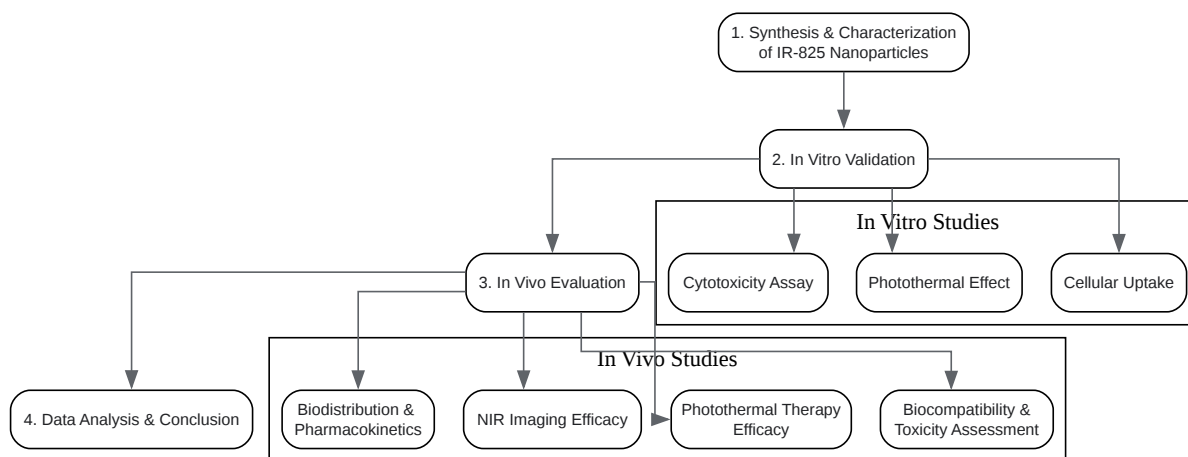 1. Synthesis & Characterization
of IR-825 Nanoparticles
2. In Vitro Validation
In Vitro Studies
3. In Vivo Evaluation
Cytotoxicity Assay
Photothermal Effect
Cellular Uptake
In Vivo Studies
4. Data Analysis & Conclusion
Biodistribution &
Pharmacokinetics
NIR Imaging Efficacy
Photothermal Therapy
Efficacy
Biocompatibility &
Toxicity Assessment